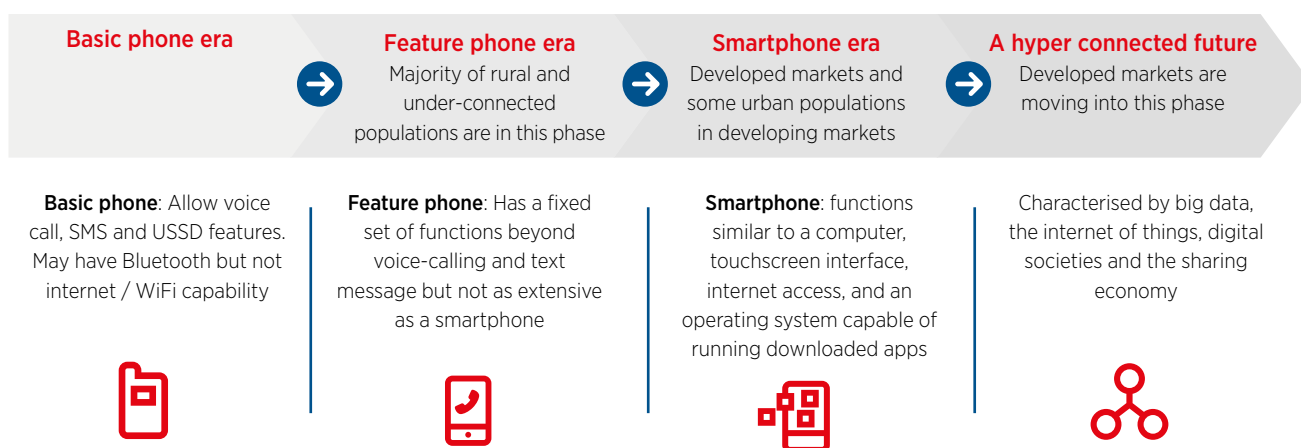 Basic phone era
Feature phone era
Majority of rural and
under-connected
populations are in this phase
Smartphone era
Developed markets and
some urban populations
in developing markets
A hyper connected future
Developed markets are
moving into this phase
Basic phone: Allow voice
call, SMS and USSD features.
May have Bluetooth but not
internet / WiFi capability
Feature phone: Has a fixed
set of functions beyond
voice-calling and text
message but not as extensive
as a smartphone
Smartphone: functions
similar to a computer,
touchscreen interface,
internet access, and an
operating system capable of
running downloaded apps
Characterised by big data,
the internet of things, digital
societies and the sharing
economy